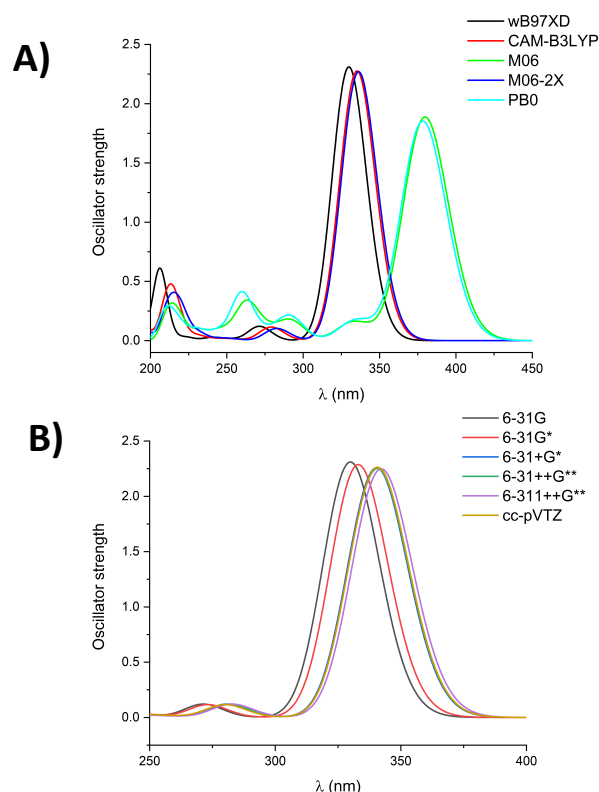 A)
wB97XD
CAM-B3LYP
M06
M06-2X
PB0
2.5
2.0
1.5
1.0
0.5
0.0
Oscillator strength
200 250 300 350 400 450
λ (nm)
B)
6-31G
6-31G*
6-31+G*
6-31++G**
6-311++G**
cc-pVTZ
2.5
2.0
1.5
1.0
0.5
0.0
Oscillator strength
250 300 350 400
λ (nm)